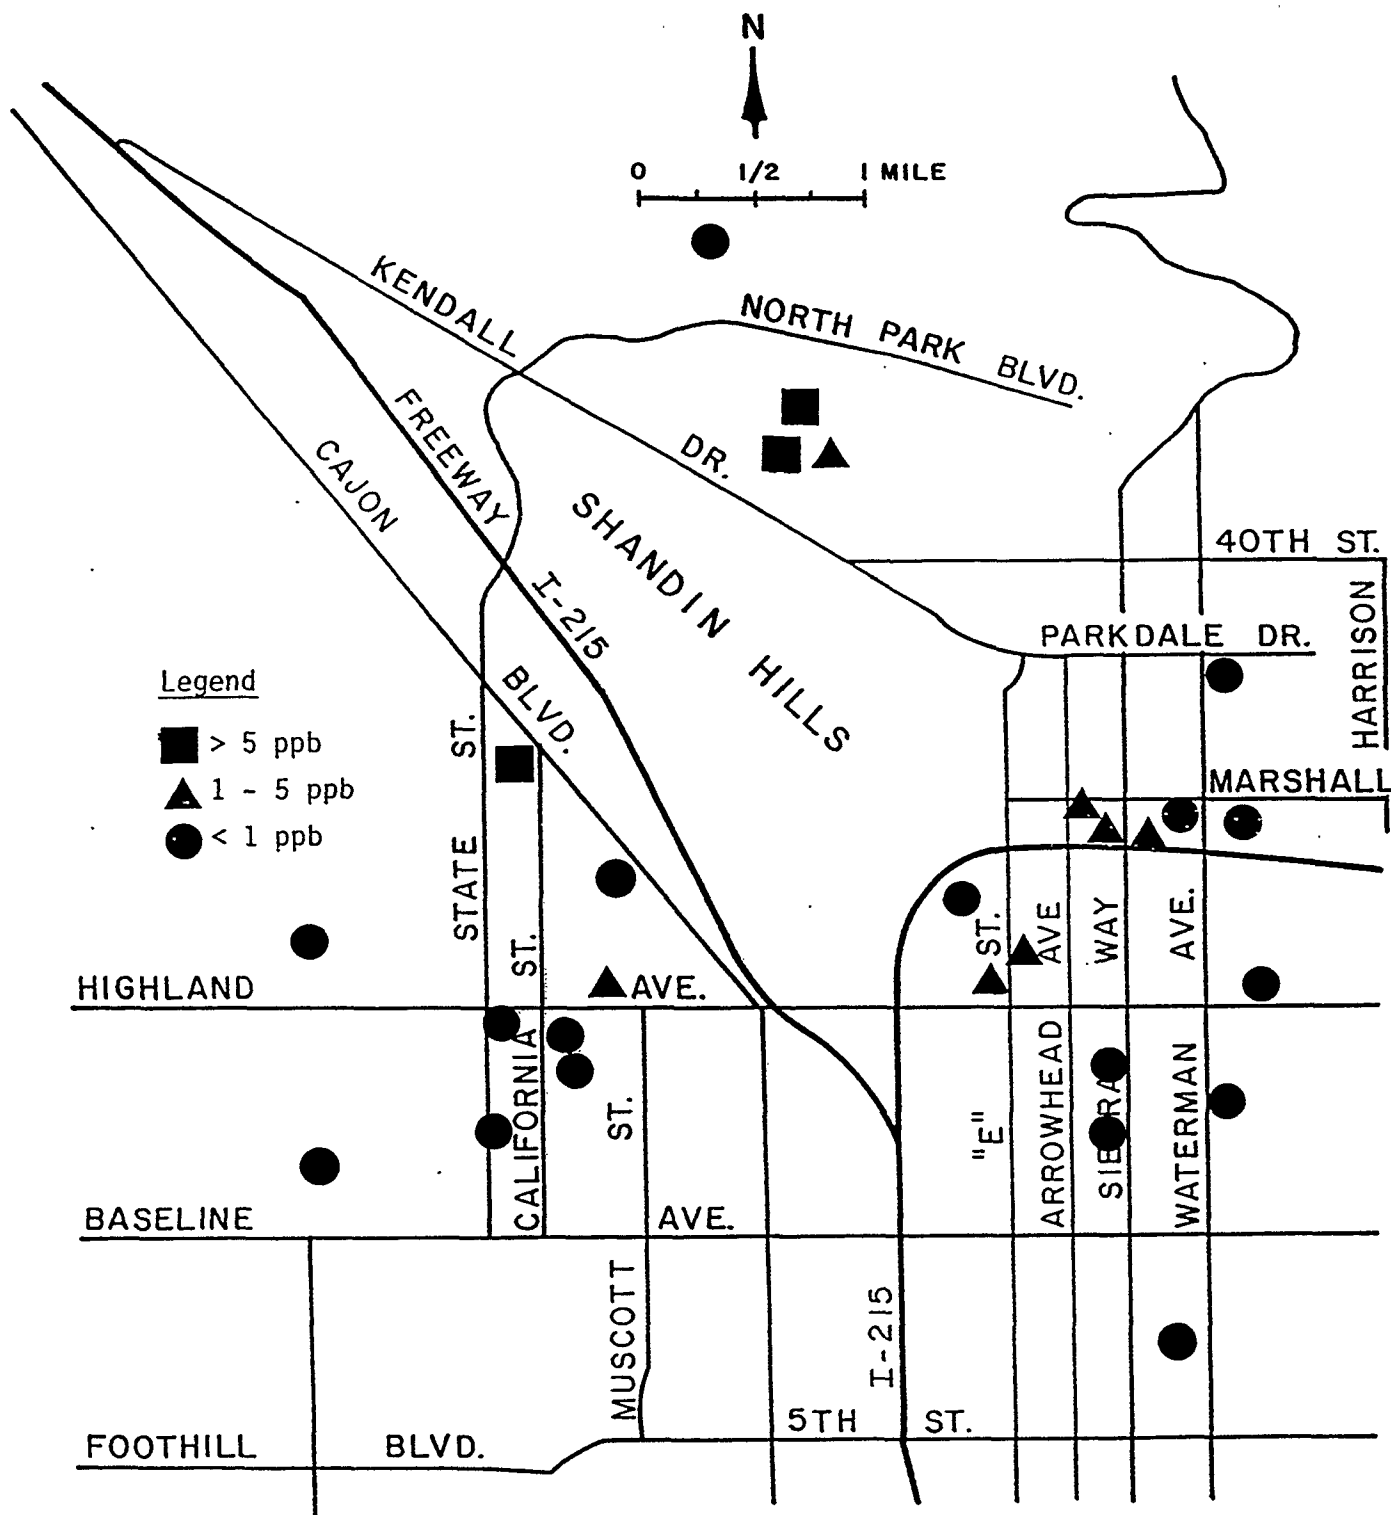 N
0 1/2 1 MILE
KENDALL
NORTH PARK BLVD.
FREEWAY
CAJON
DR.
SHANDIN HILLS
40TH ST.
I-215
PARKDALE DR.
HARRISON
BLVD.
Legend
> 5 ppb
1 - 5 ppb
< 1 ppb
MARSHALL
STATE ST.
ST.
ST.
AVE
WAY
AVE.
HIGHLAND AVE.
CALIFORNIA
ST.
"E"
ARROWHEAD
SIERRA
WATERMAN
BASELINE AVE.
MUSCOTT
I-215
5TH ST.
FOOTHILL BLVD.